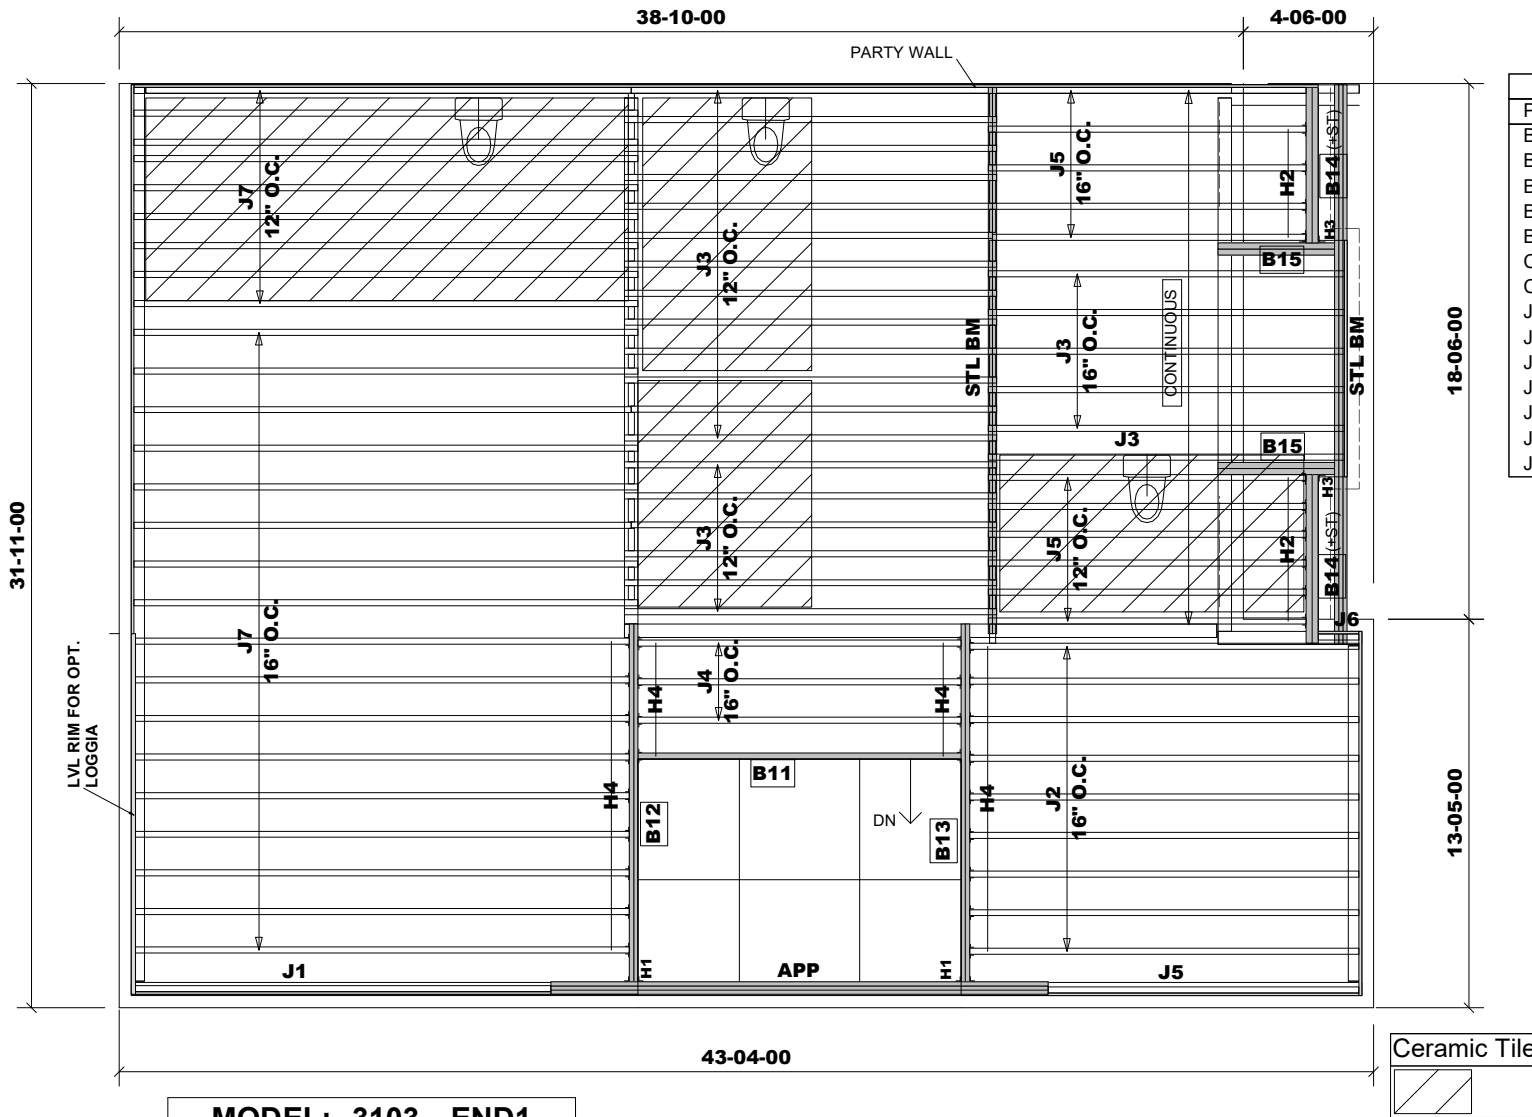 38-10-00
4-06-00
PARTY WALL
P
B
B
B
B
B
C
C
J
J
J
J
J
J
J
J7
12" O.C.
J3
12" O.C.
J5
16" O.C.
H2
B14 (+ST)
H3
B15
CONTINUOUS
J3
16" O.C.
STL BM
STL BM
18-06-00
J3
B15
H3
J3
12" O.C.
J5
12" O.C.
H2
B14 (+ST)
J6
31-11-00
J7
16" O.C.
LVL RIM FOR OPT.
LOGGIA
J4
16" O.C.
H4
H4
B11
H4
B12
DN
B13
H4
J2
16" O.C.
13-05-00
J1
H1
APP
H1
J5
43-04-00
Ceramic Tile
MODEL: 3103 END1